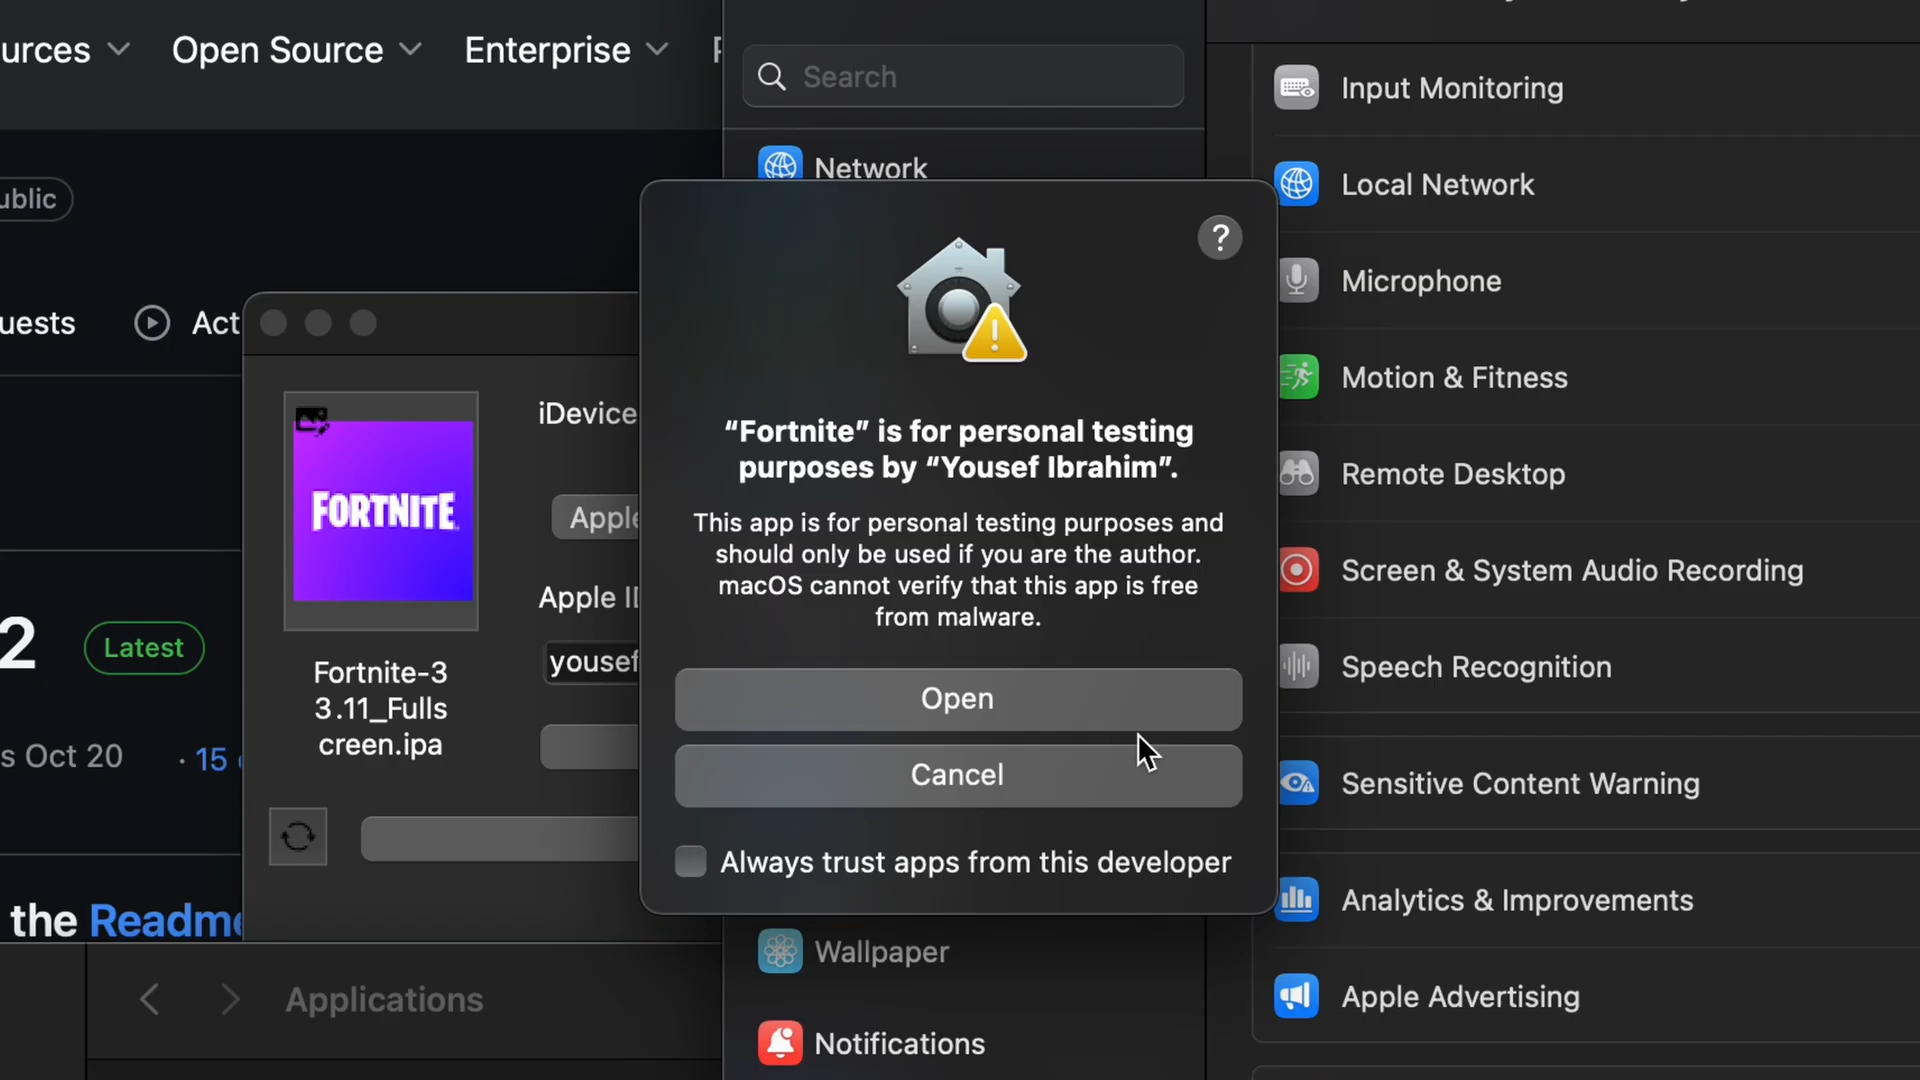 urces
Open Source
Enterprise
ublic
uests
Act
2
Latest
s Oct 20
· 15
the Readme
FORTNITE
Fortnite-3
3.11_Fulls
creen.ipa
iDevice
Apple
Apple I
yousef
Applications
Search
Network
?
“Fortnite” is for personal testing
purposes by “Yousef Ibrahim”.
This app is for personal testing purposes and
should only be used if you are the author.
macOS cannot verify that this app is free
from malware.
Open
Cancel
Always trust apps from this developer
Wallpaper
Notifications
Input Monitoring
Local Network
Microphone
Motion & Fitness
Remote Desktop
Screen & System Audio Recording
Speech Recognition
Sensitive Content Warning
Analytics & Improvements
Apple Advertising